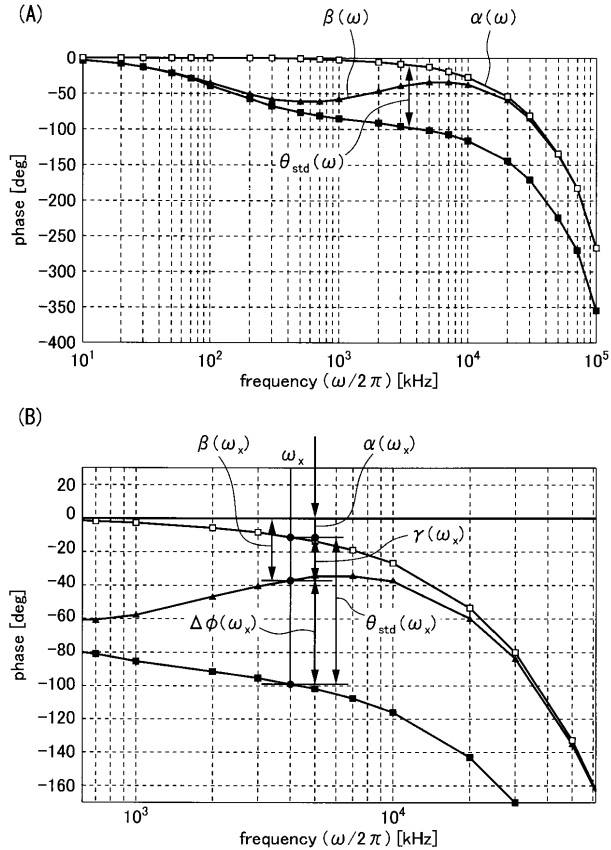 (A)
β(ω)
α(ω)
0
-50
-100
-150
-200
-250
-300
-350
-400
phase [deg]
θstd(ω)
10¹
10²
10³
10⁴
10⁵
frequency (ω/2π) [kHz]
(B)
β(ωx)
ωx
α(ωx)
20
0
-20
-40
-60
-80
-100
-120
-140
-160
phase [deg]
γ(ωx)
Δφ(ωx)
θstd(ωx)
10³
10⁴
frequency (ω/2π) [kHz]